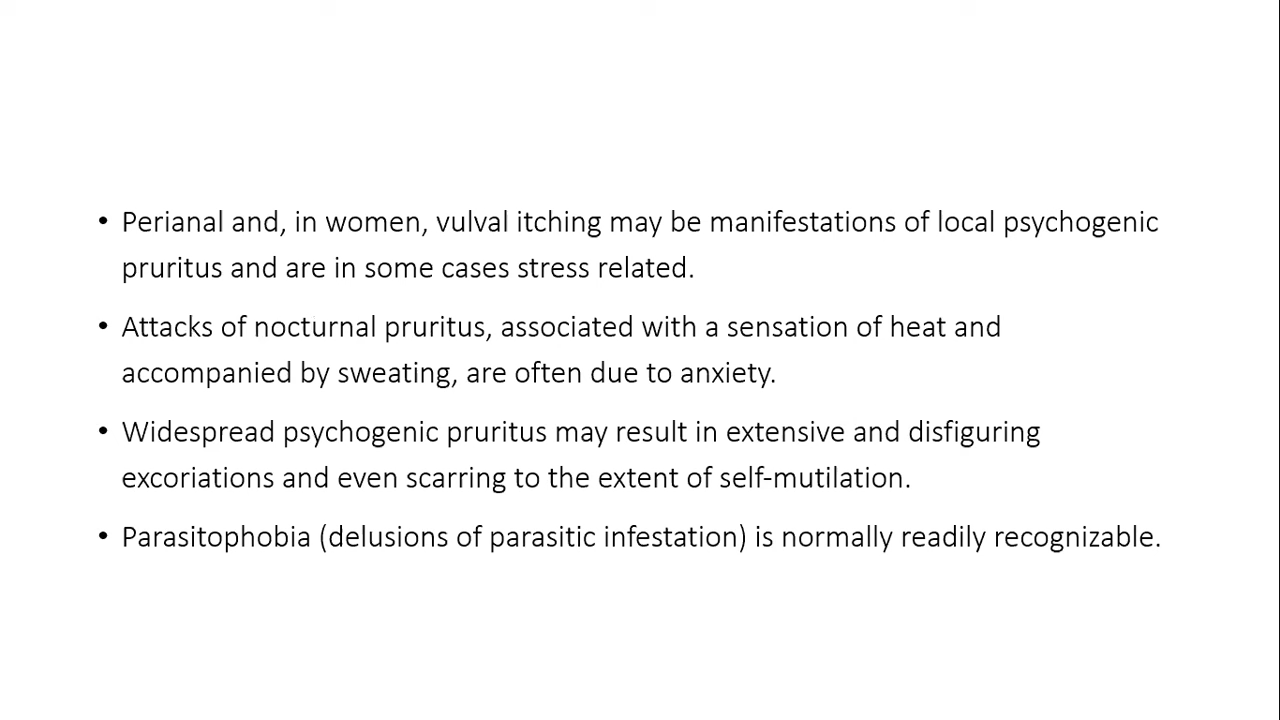 • Perianal and, in women, vulval itching may be manifestations of local psychogenic
pruritus and are in some cases stress related.
• Attacks of nocturnal pruritus, associated with a sensation of heat and
accompanied by sweating, are often due to anxiety.
• Widespread psychogenic pruritus may result in extensive and disfiguring
excoriations and even scarring to the extent of self-mutilation.
• Parasitophobia (delusions of parasitic infestation) is normally readily recognizable.